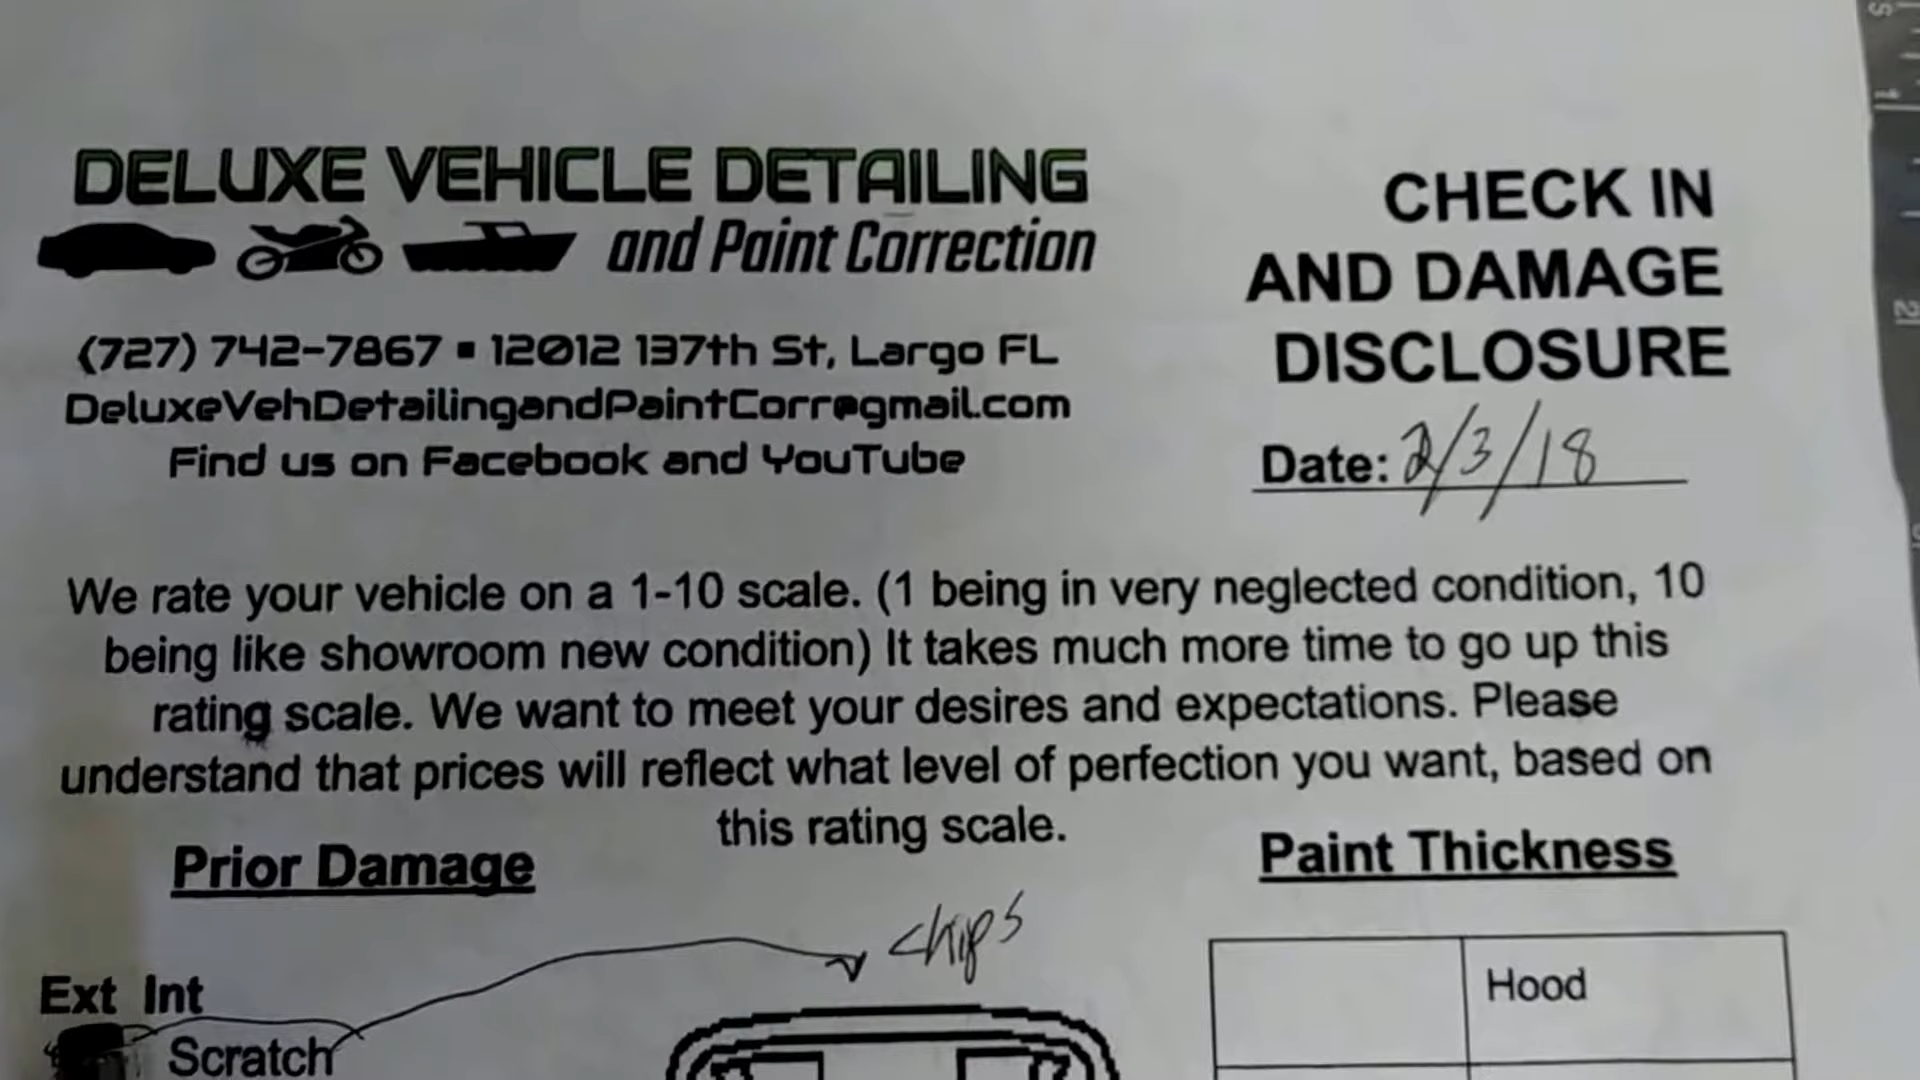 DELUXE VEHICLE DETAILING
and Paint Correction
(727) 742-7867 ▪ 12012 137th St, Largo FL
DeluxeVehDetailingandPaintCorr@gmail.com
Find us on Facebook and YouTube
CHECK IN
AND DAMAGE
DISCLOSURE
Date: 2/3/18
We rate your vehicle on a 1-10 scale. (1 being in very neglected condition, 10
being like showroom new condition) It takes much more time to go up this
rating scale. We want to meet your desires and expectations. Please
understand that prices will reflect what level of perfection you want, based on
this rating scale.
Prior Damage
chips
Ext Int
Scratch
Paint Thickness
Hood
1
2